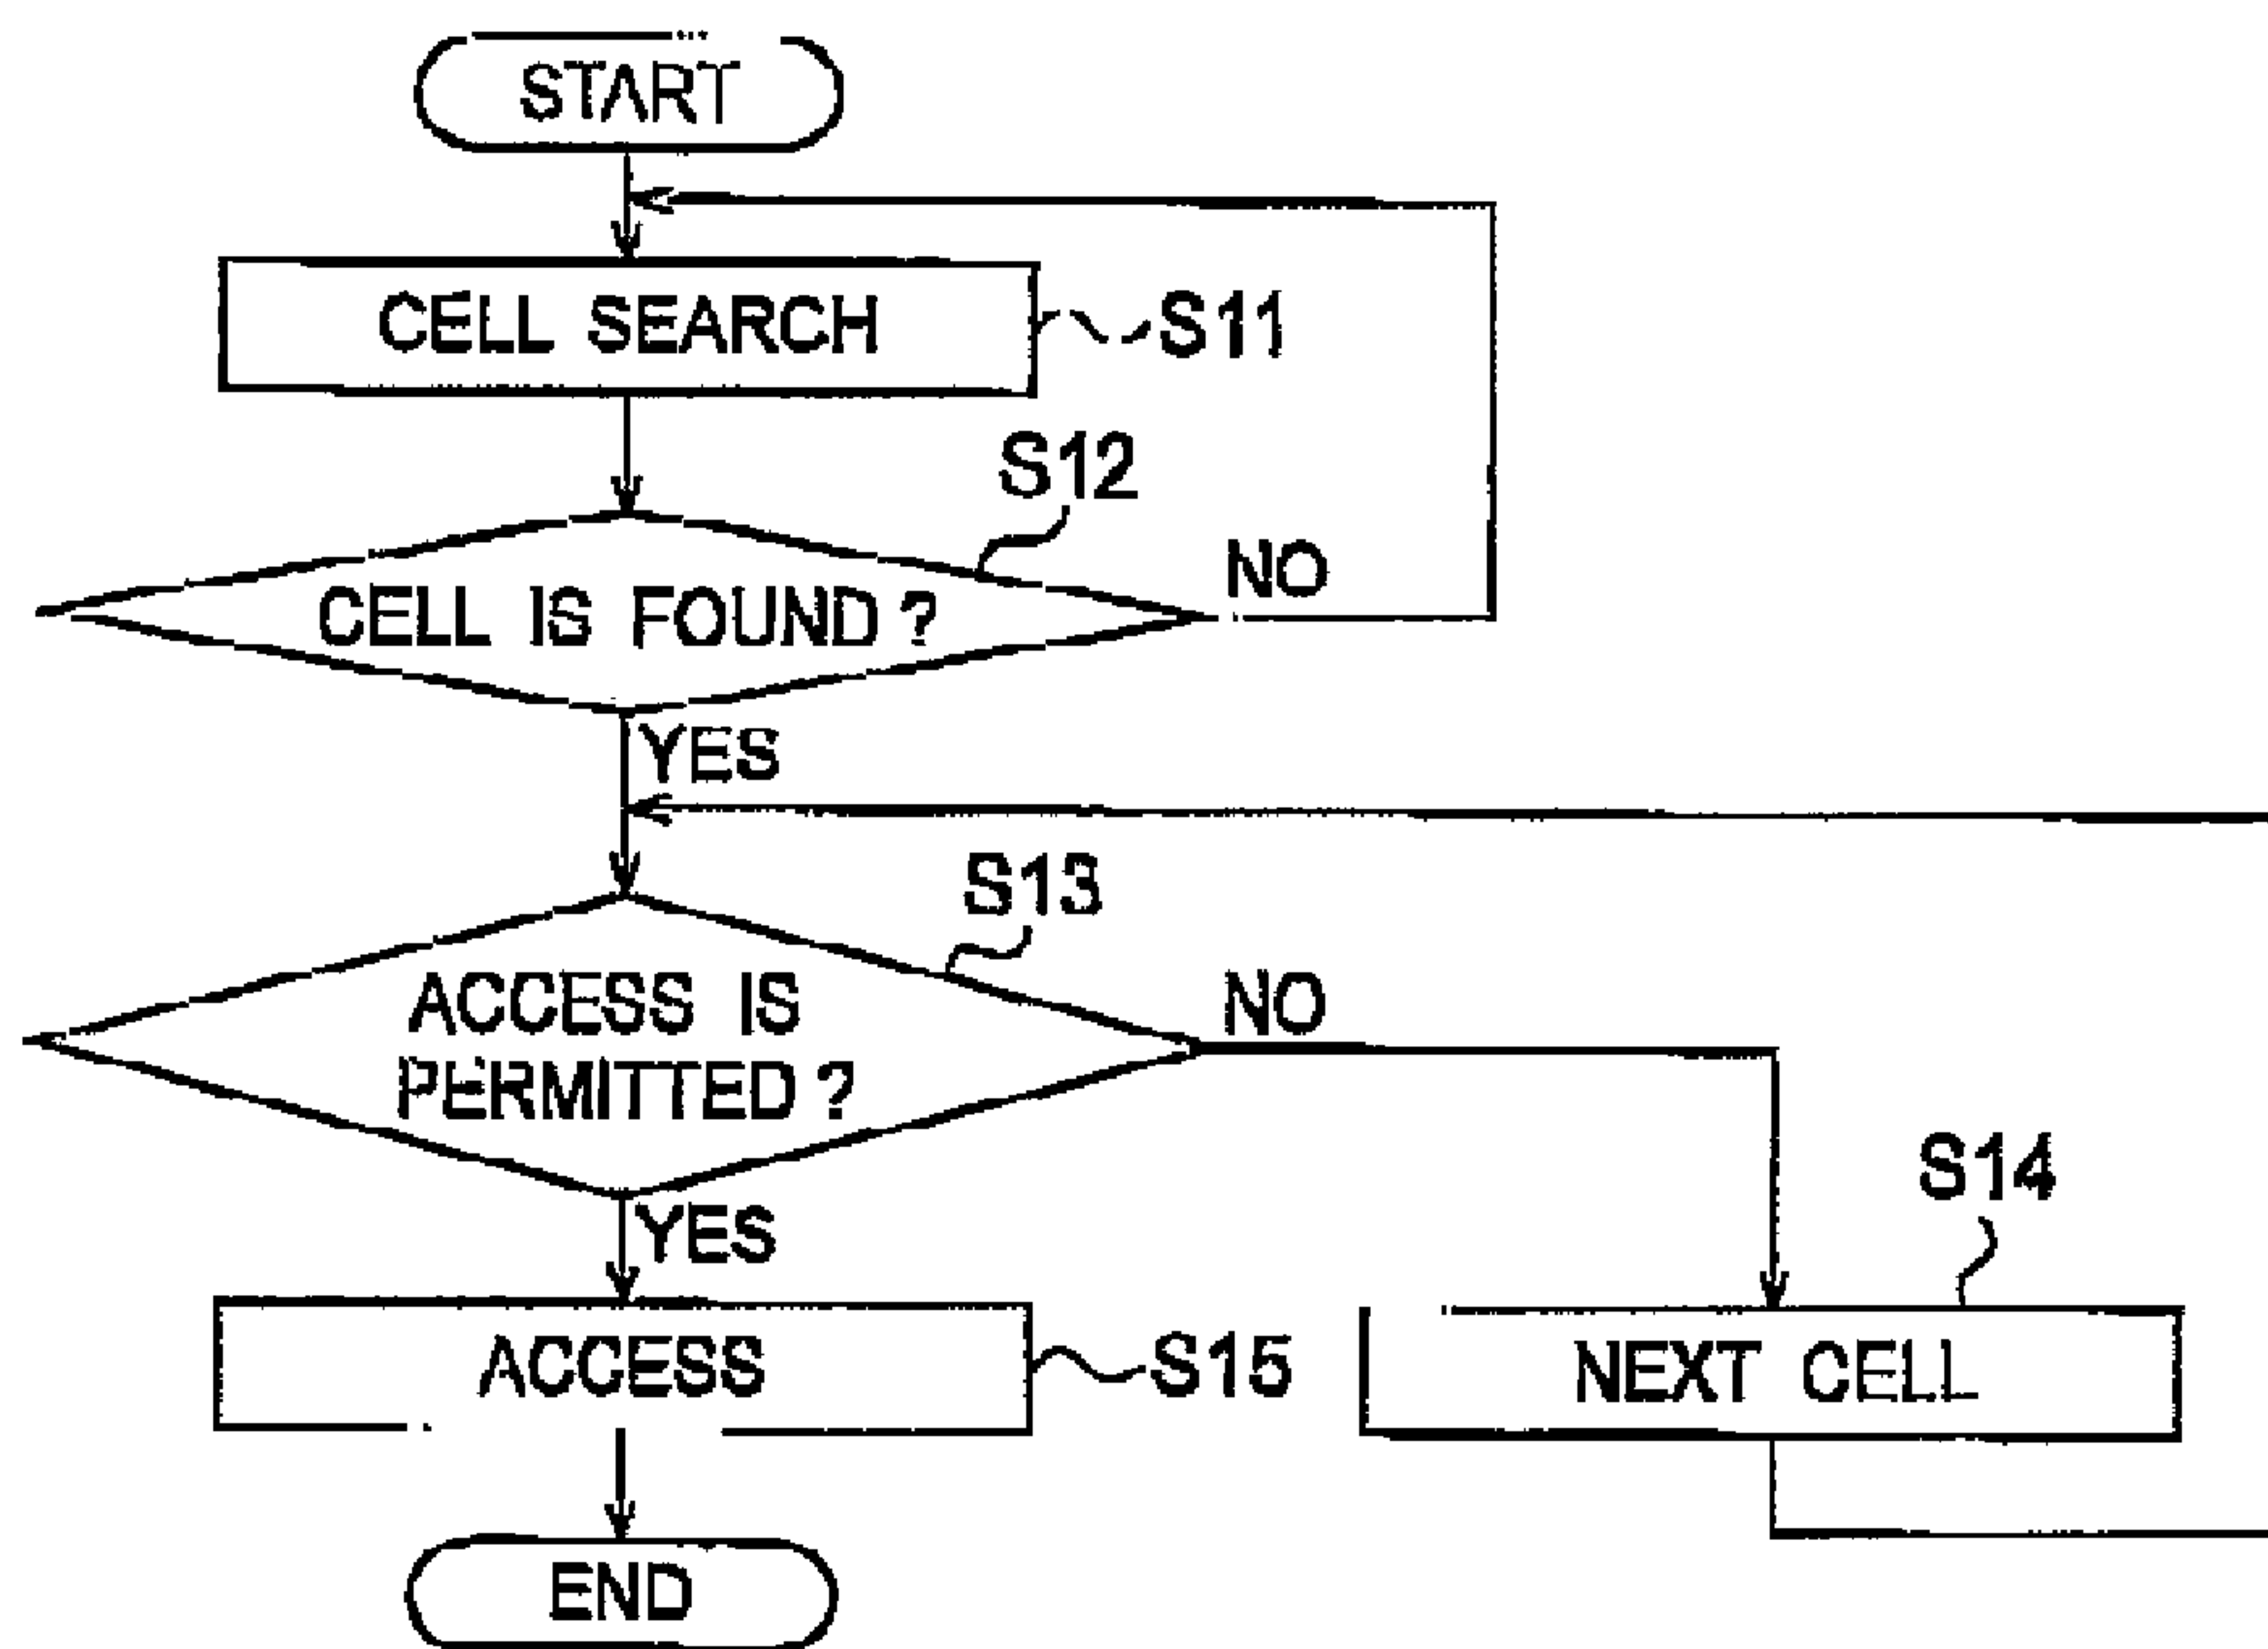 START
CELL SEARCH
S11
S12
CELL IS FOUND ?
NO
YES
S13
ACCESS IS
PERMITTED ?
NO
YES
S14
ACCESS
S15
NEXT CELL
END